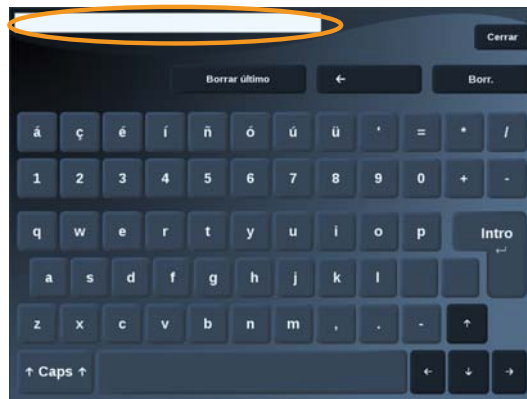 Cerrar
Borrar último ← Borr.
á ç é í ñ ó ú ü ' = * /
1 2 3 4 5 6 7 8 9 0 + -
q w e r t y u i o p Intro
a s d f g h j k l ↵
z x c v b n m , . - ↑
↑ Caps ↑ ← ↓ →